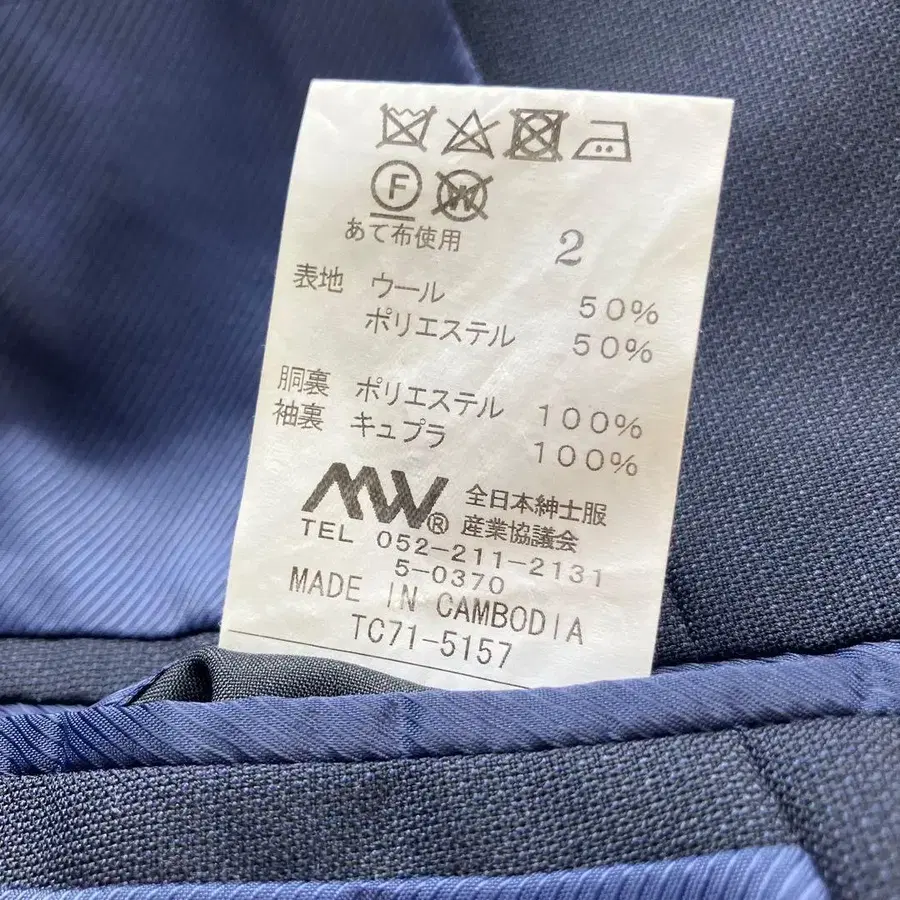 F W
あて布使用 2
表地 ウール 50%
ポリエステル 50%
胴裏 ポリエステル 100%
袖裏 キュプラ 100%
MW® 全日本紳士服
産業協議会
TEL 052-211-2131
5-0370
MADE IN CAMBODIA
TC71-5157